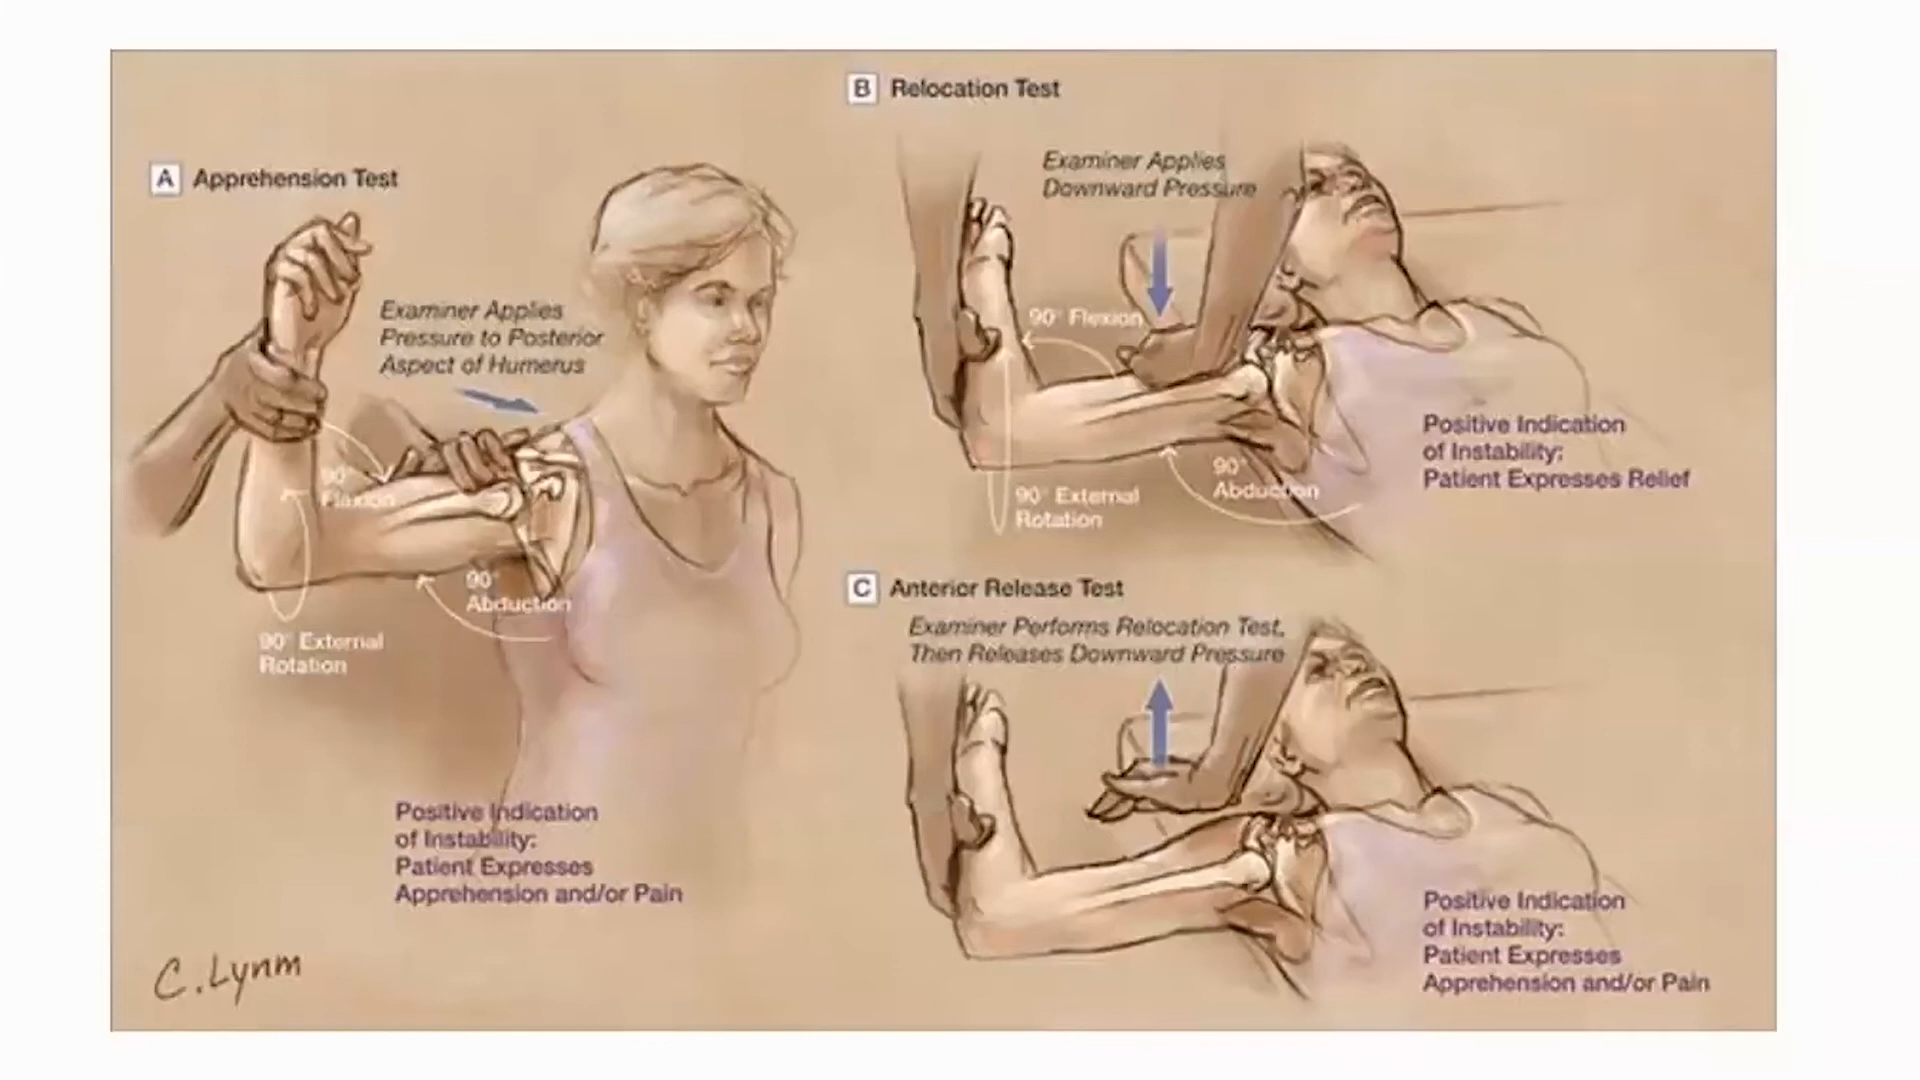 A Apprehension Test
Examiner Applies
Pressure to Posterior
Aspect of Humerus
90°
Flexion
90°
Abduction
90° External
Rotation
Positive Indication
of Instability:
Patient Expresses
Apprehension and/or Pain
C. Lynm
B Relocation Test
Examiner Applies
Downward Pressure
90° Flexion
90° External
Rotation
90°
Abduction
Positive Indication
of Instability:
Patient Expresses Relief
C Anterior Release Test
Examiner Performs Relocation Test,
Then Releases Downward Pressure
Positive Indication
of Instability:
Patient Expresses
Apprehension and/or Pain